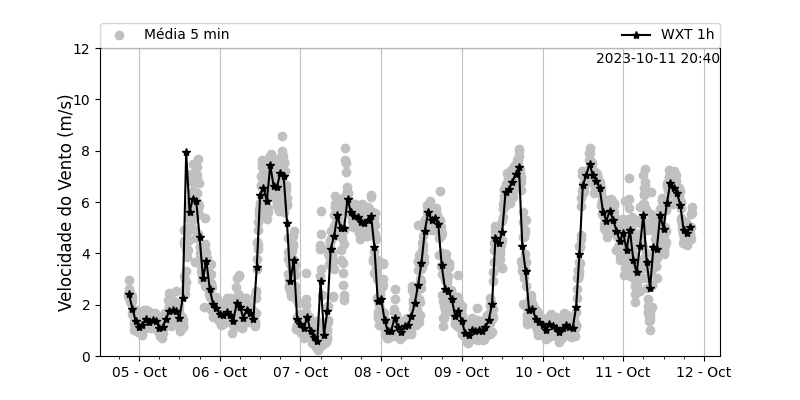 Média 5 min
WXT 1h
2023-10-11 20:40
Velocidade do Vento (m/s)
12
10
8
6
4
2
0
05 - Oct
06 - Oct
07 - Oct
08 - Oct
09 - Oct
10 - Oct
11 - Oct
12 - Oct